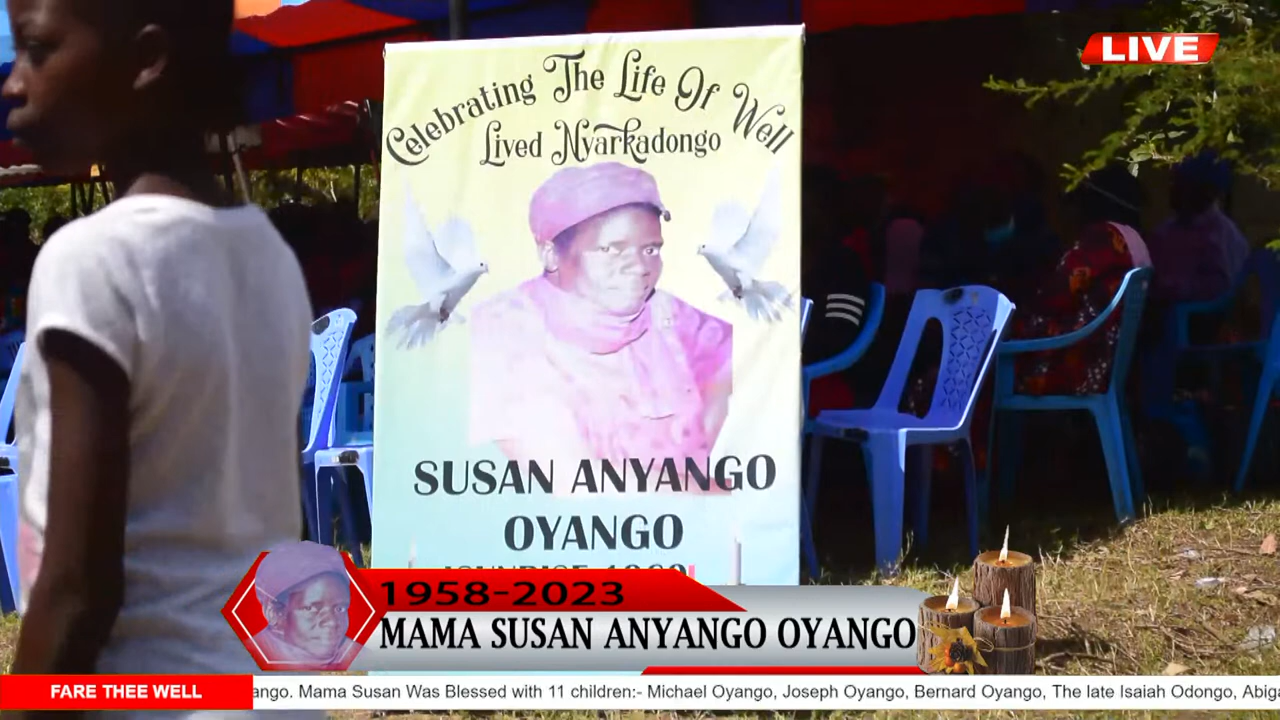 LIVE
Celebrating The Life Of Well
Lived Nyarkadongo
SUSAN ANYANGO
OYANGO
1958-2023
MAMA SUSAN ANYANGO OYANGO
FARE THEE WELL
ango. Mama Susan Was Blessed with 11 children:- Michael Oyango, Joseph Oyango, Bernard Oyango, The late Isaiah Odongo, Abiga